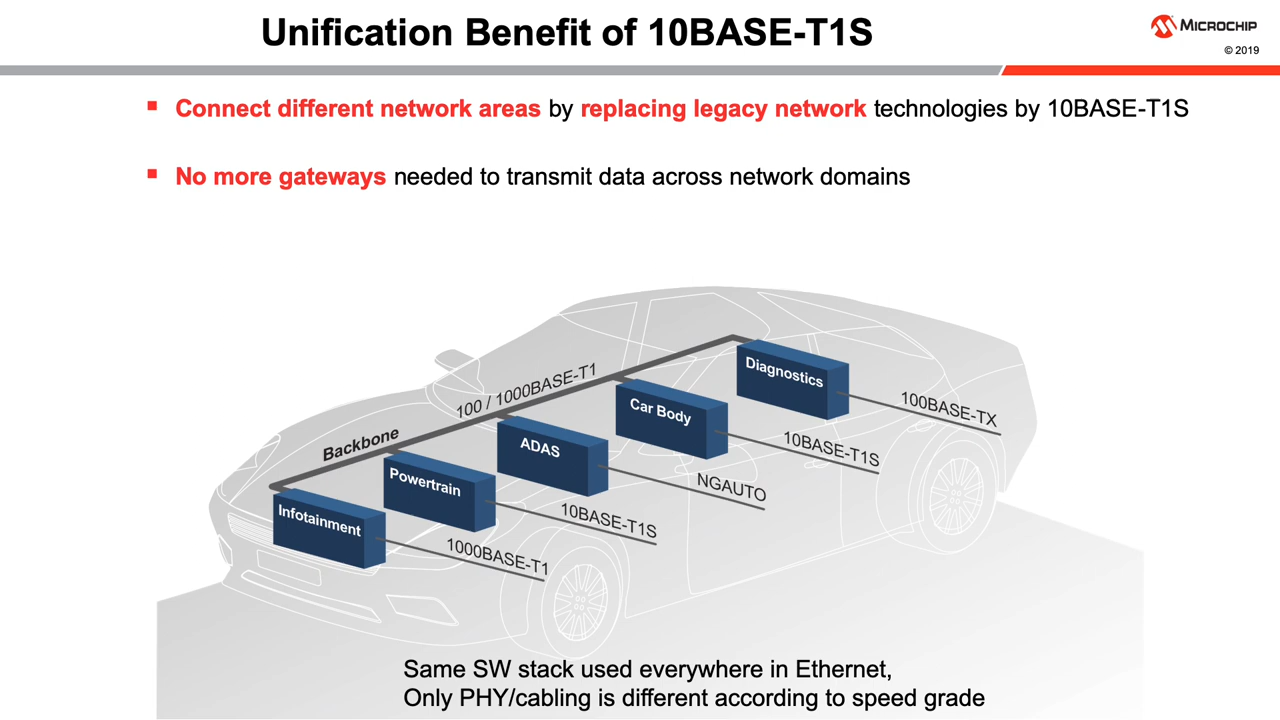 Unification Benefit of 10BASE-T1S
MICROCHIP
© 2019
Connect different network areas by replacing legacy network technologies by 10BASE-T1S
No more gateways needed to transmit data across network domains
Diagnostics
100BASE-TX
100 / 1000BASE-T1
Car Body
10BASE-T1S
Backbone
ADAS
NGAUTO
Powertrain
10BASE-T1S
Infotainment
1000BASE-T1
Same SW stack used everywhere in Ethernet,
Only PHY/cabling is different according to speed grade